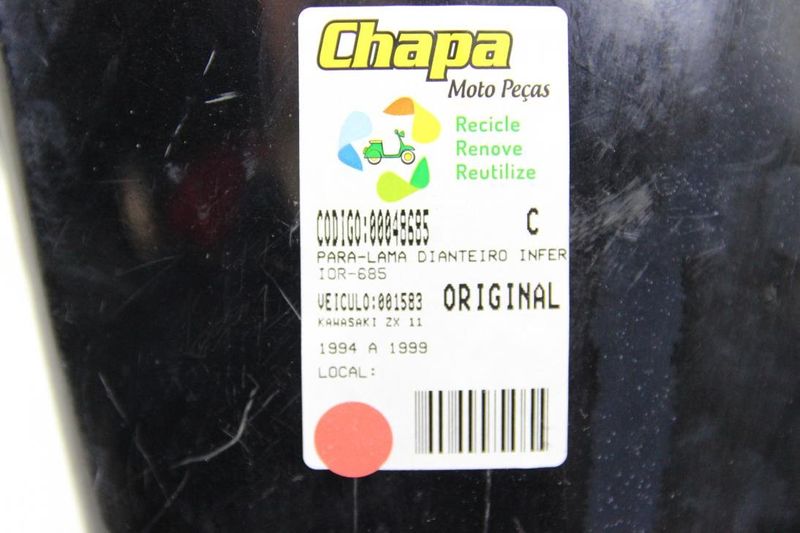 Chapa
Moto Peças
Recicle
Renove
Reutilize
CODIGO:00048685 C
PARA-LAMA DIANTEIRO INFER
IOR-685
VEICULO:001583 ORIGINAL
KAWASAKI ZX 11
1994 A 1999
LOCAL: